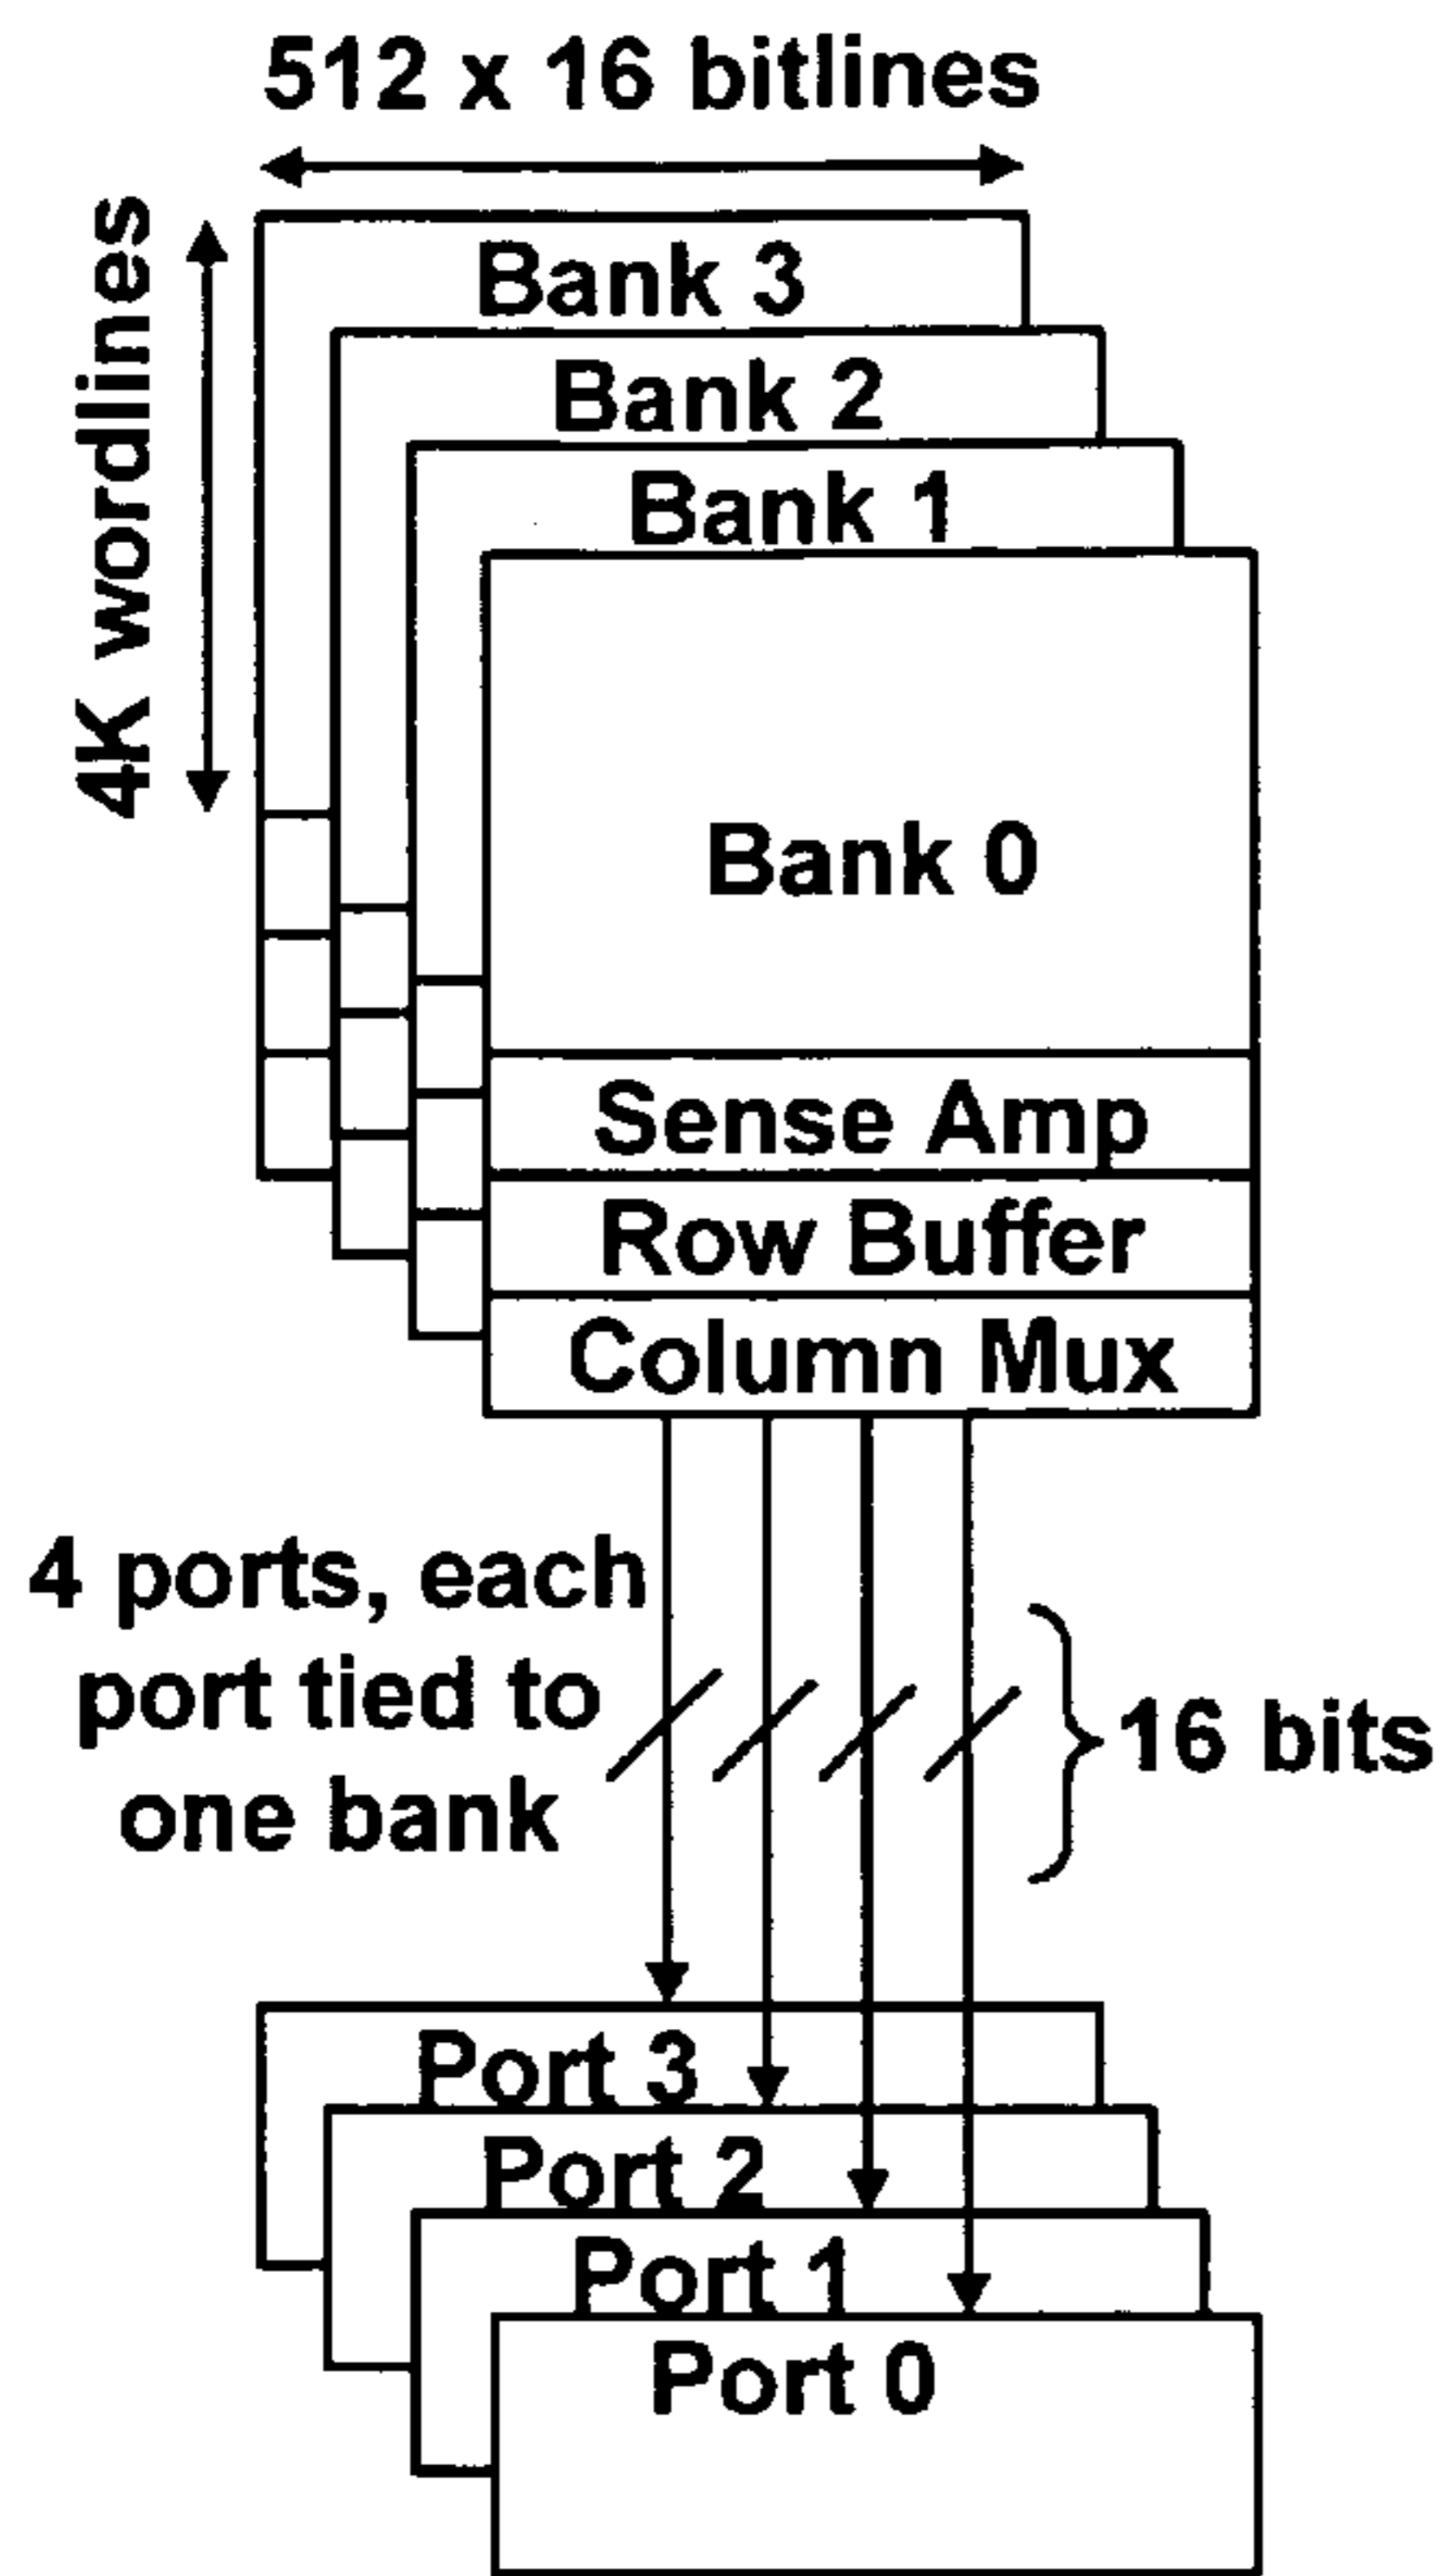 512 x 16 bitlines
4K wordlines
Bank 3
Bank 2
Bank 1
Bank 0
Sense Amp
Row Buffer
Column Mux
4 ports, each
port tied to
one bank
16 bits
Port 3
Port 2
Port 1
Port 0